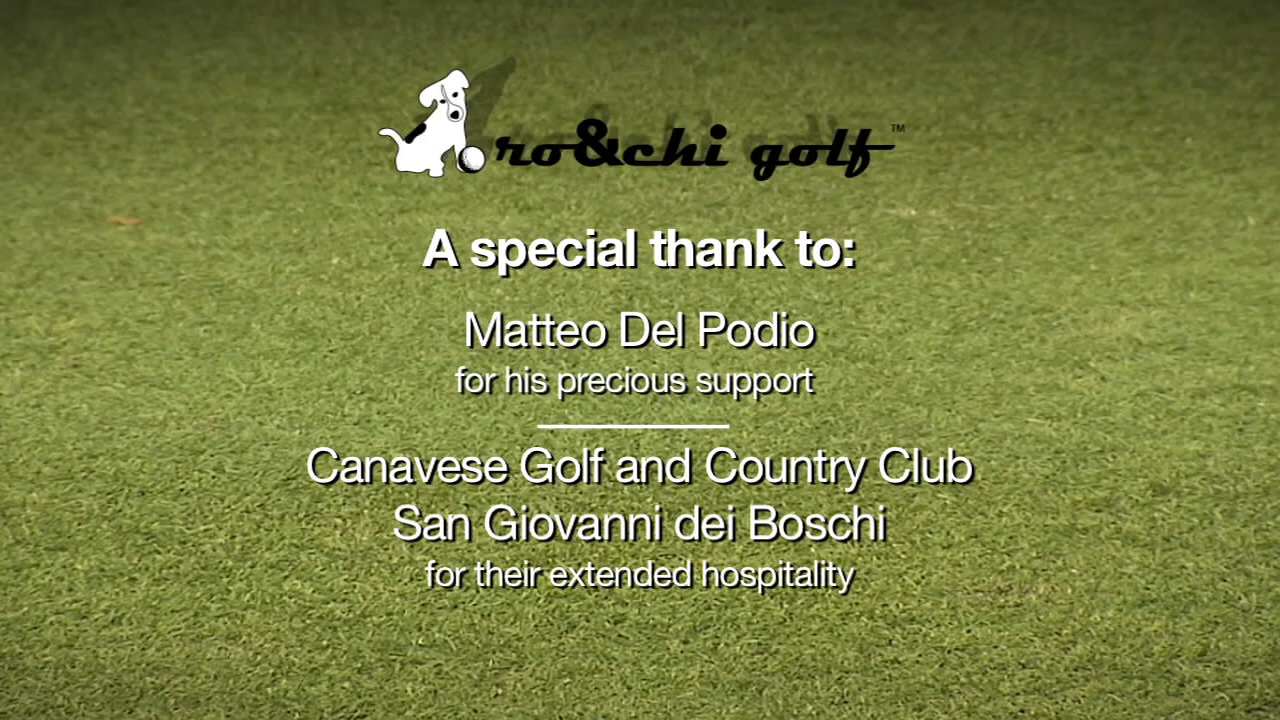 ro&chi golf™
A special thank to:
Matteo Del Podio
for his precious support
Canavese Golf and Country Club
San Giovanni dei Boschi
for their extended hospitality